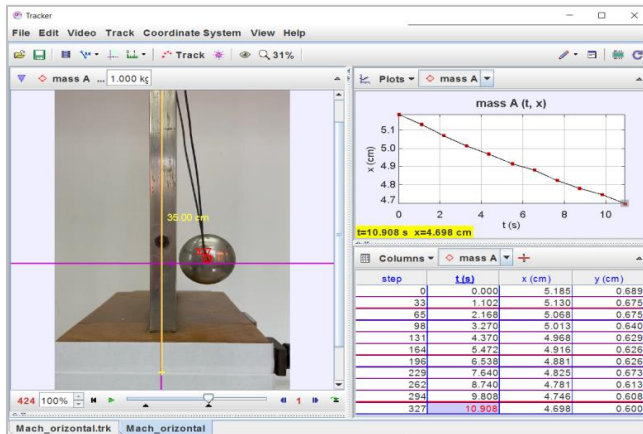 Tracker
File Edit Video Track Coordinate System View Help
Track 31%
mass A ... 1.000 kg
35.00 cm
424 100% 1
Plots mass A
mass A (t, x)
x (cm)
5.1
5.0
4.9
4.8
4.7
0 2 4 6 8 10
t (s)
t=10.908 s x=4.698 cm
Columns mass A
step t (s) x (cm) y (cm)
0 0.000 5.185 0.689
33 1.102 5.130 0.675
65 2.168 5.068 0.675
98 3.270 5.013 0.640
131 4.370 4.968 0.629
164 5.472 4.916 0.626
196 6.538 4.881 0.626
229 7.640 4.825 0.673
262 8.740 4.781 0.613
294 9.808 4.746 0.608
327 10.908 4.698 0.600
Mach_orizontal.trk Mach_orizontal